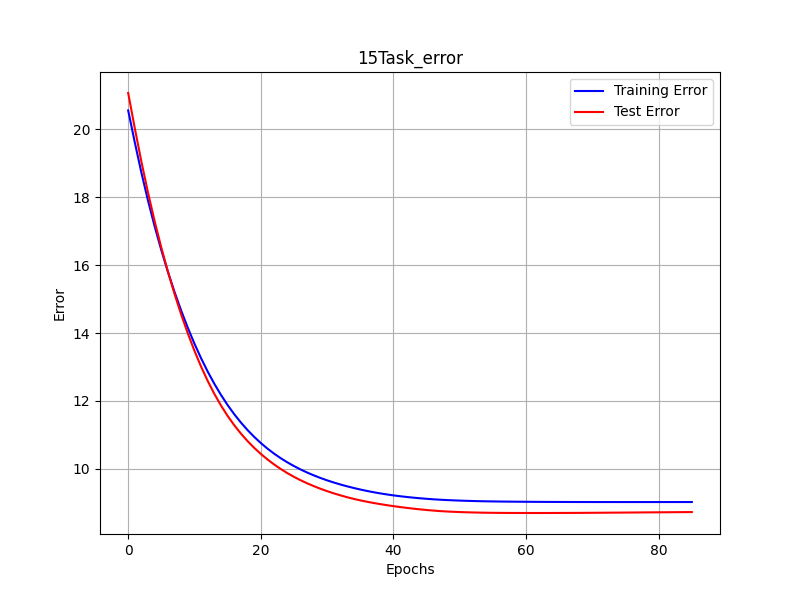 15Task_error
Training Error
Test Error
20
18
16
14
12
10
Error
0 20 40 60 80
Epochs